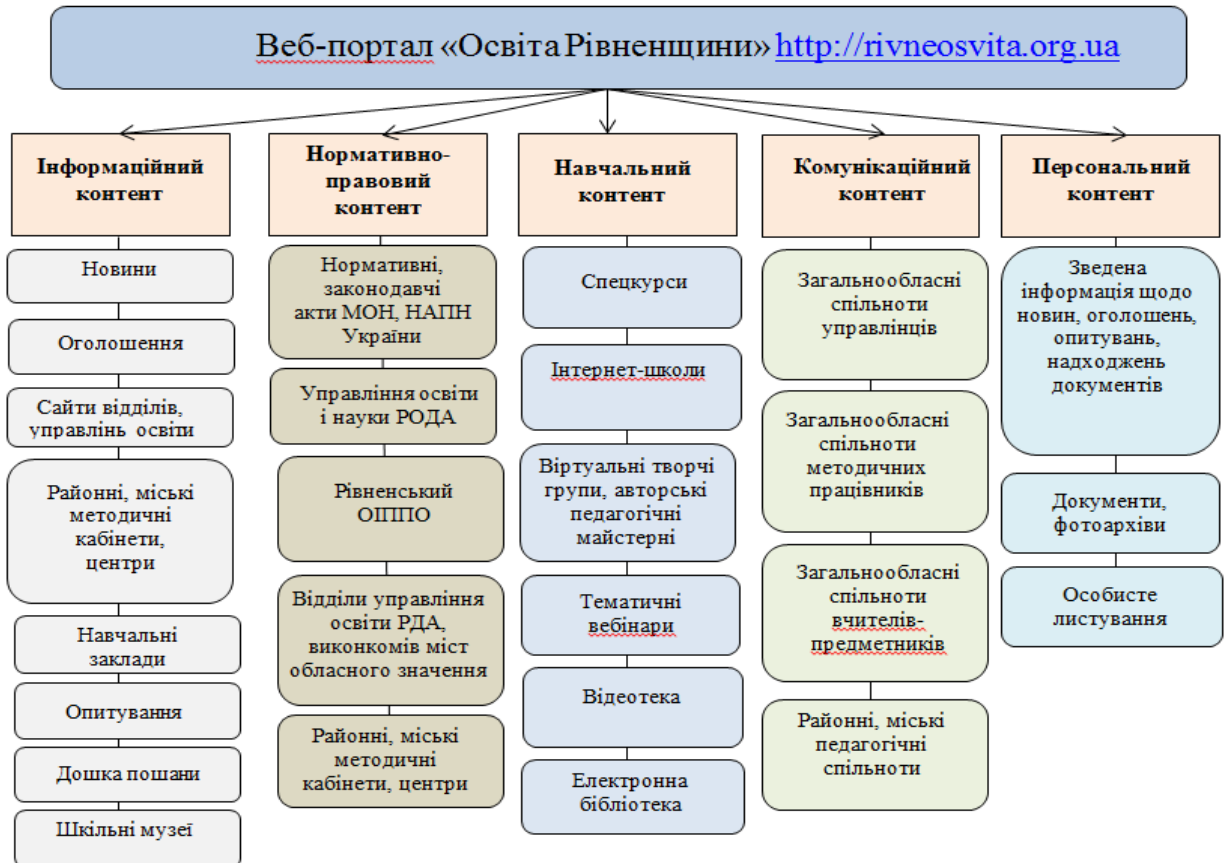 Веб-портал «Освіта Рівненщини» http://rivneosvita.org.ua
Інформаційний
контент
Новини
Оголошення
Сайти відділів,
управлінь освіти
Районні, міські
методичні
кабінети,
центри
Навчальні
заклади
Опитування
Дошка пошани
Шкільні музеї
Нормативно-
правовий
контент
Нормативні,
законодавчі
акти МОН, НАПН
України
Управління освіти
і науки РОДА
Рівненський
ОІППО
Відділи управління
освіти РДА,
виконкомів міст
обласного значення
Районні, міські
методичні
кабінети, центри
Навчальний
контент
Спецкурси
Інтернет-школи
Віртуальні творчі
групи, авторські
педагогічні
майстерні
Тематичні
вебінари
Відеотека
Електронна
бібліотека
Комунікаційний
контент
Загальнообласні
спільноти
управлінців
Загальнообласні
спільноти
методичних
працівників
Загальнообласні
спільноти
вчителів-
предметників
Районні, міські
педагогічні
спільноти
Персональний
контент
Зведена
інформація щодо
новин, оголошень,
опитувань,
надходжень
документів
Документи,
фотоархіви
Особисте
листування